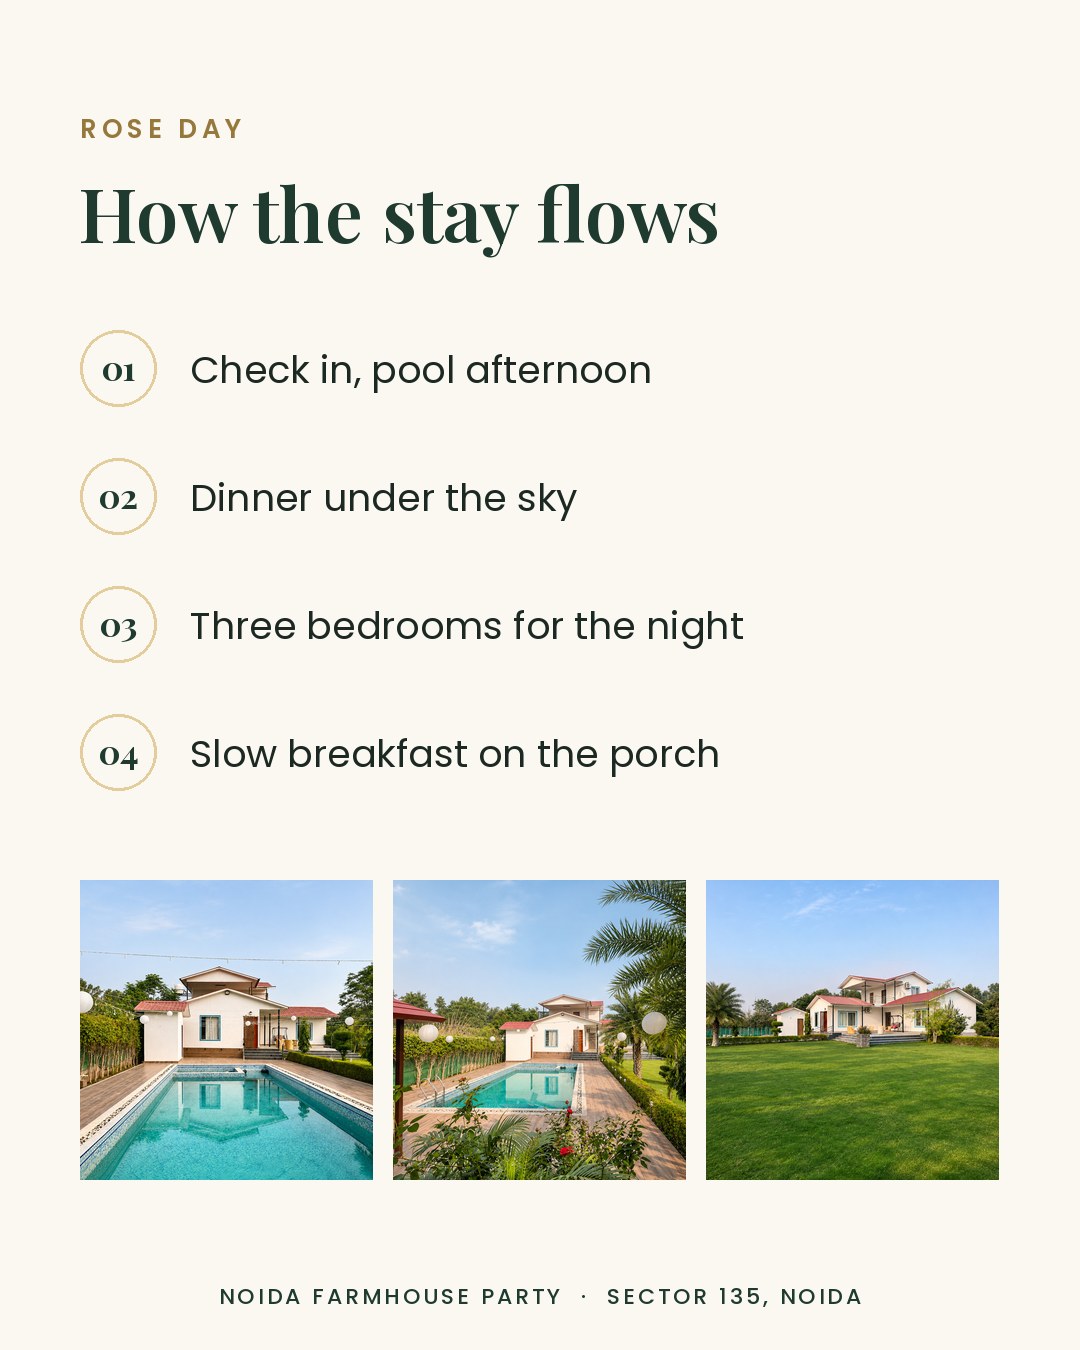 ROSE DAY
How the stay flows
01 Check in, pool afternoon
02 Dinner under the sky
03 Three bedrooms for the night
04 Slow breakfast on the porch
NOIDA FARMHOUSE PARTY · SECTOR 135, NOIDA